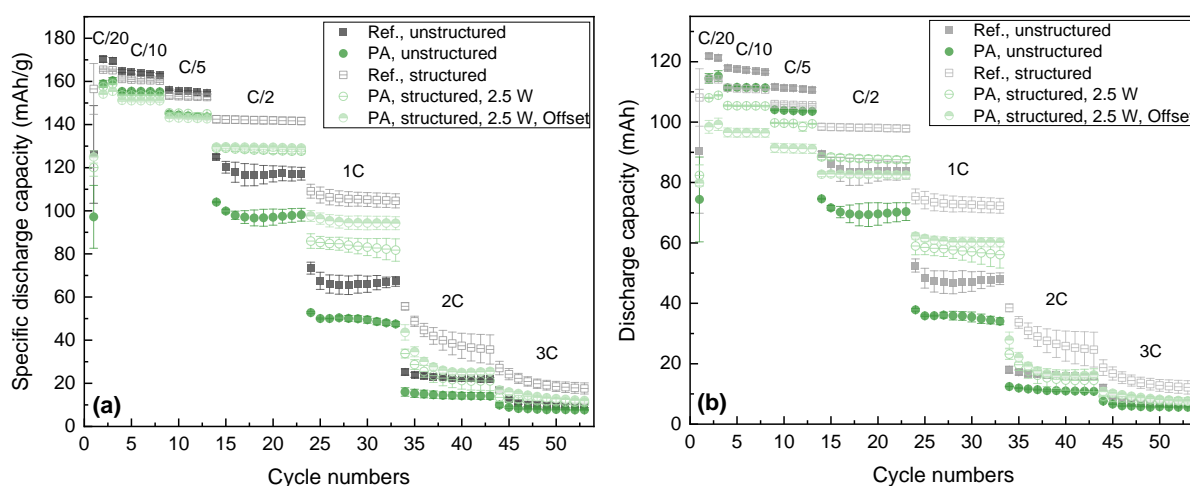 Specific discharge capacity (mAh/g)
180
160
140
120
100
80
60
40
20
0
0 5 10 15 20 25 30 35 40 45 50
Cycle numbers
C/20
C/10
C/5
C/2
1C
2C
3C
Ref., unstructured
PA, unstructured
Ref., structured
PA, structured, 2.5 W
PA, structured, 2.5 W, Offset
(a)
Discharge capacity (mAh)
140
120
100
80
60
40
20
0
0 5 10 15 20 25 30 35 40 45 50
Cycle numbers
C/20
C/10
C/5
C/2
1C
2C
3C
Ref., unstructured
PA, unstructured
Ref., structured
PA, structured, 2.5 W
PA, structured, 2.5 W, Offset
(b)